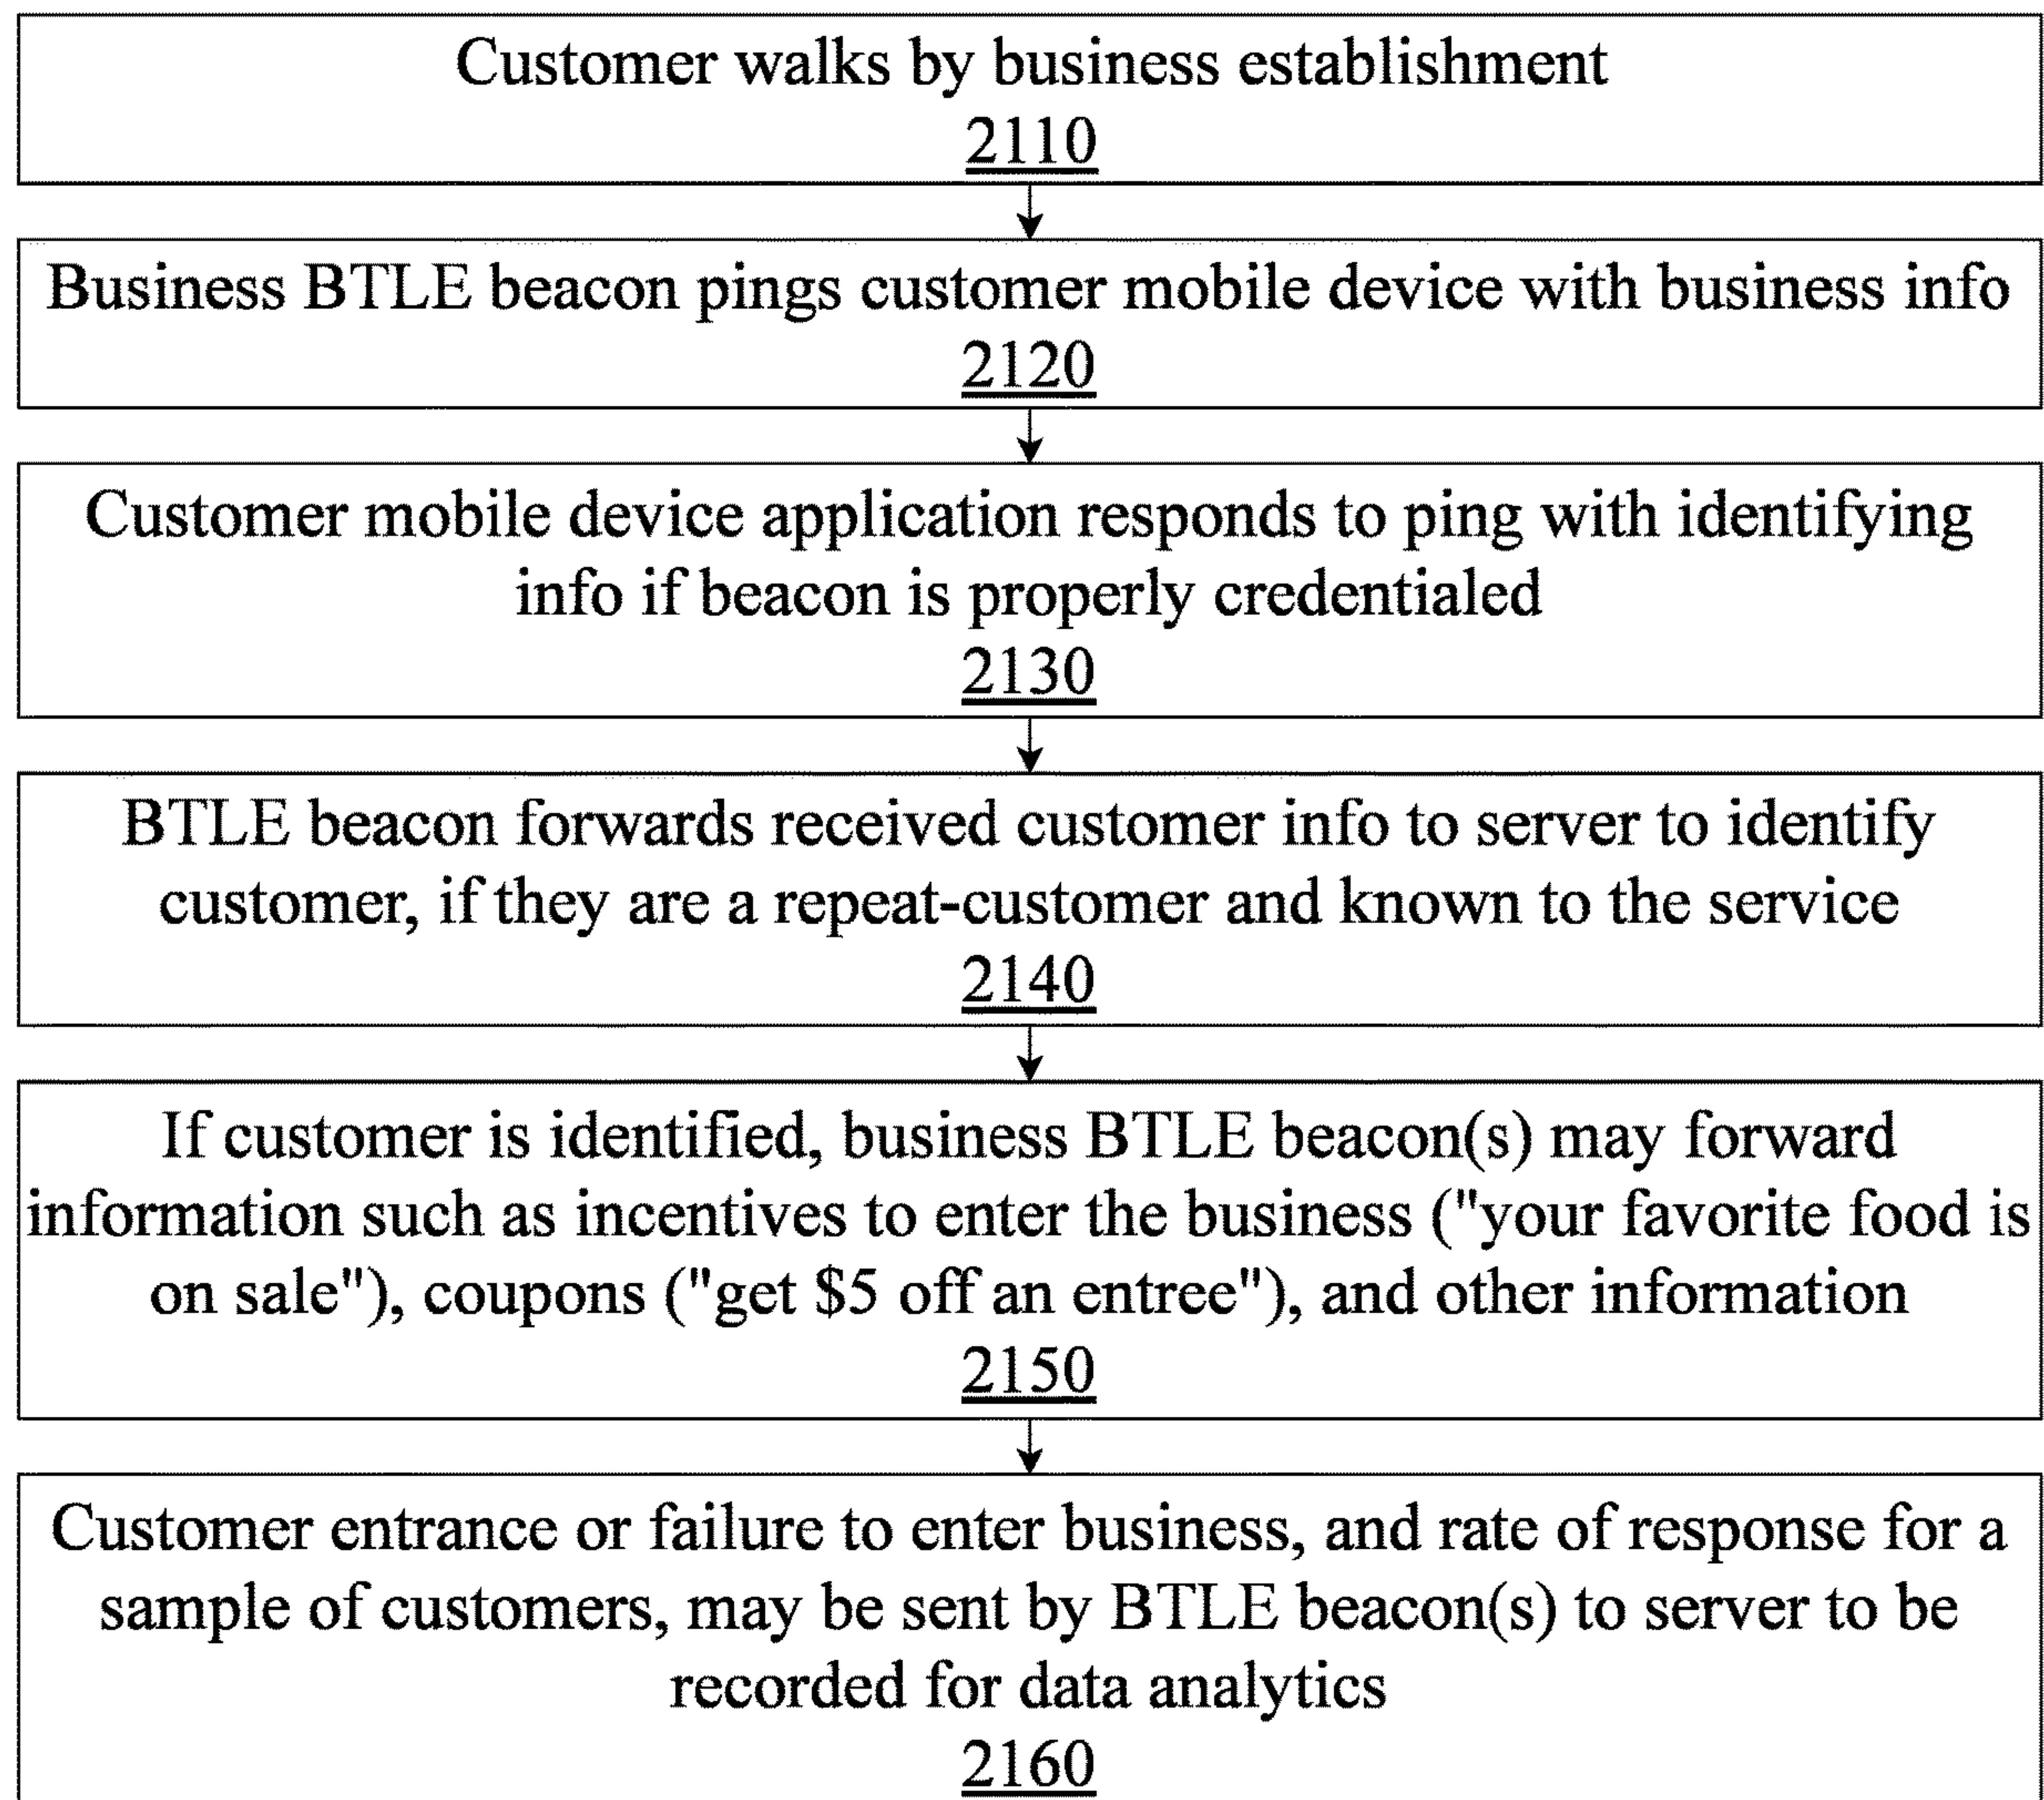 Customer walks by business establishment
2110
Business BTLE beacon pings customer mobile device with business info
2120
Customer mobile device application responds to ping with identifying
info if beacon is properly credentialed
2130
BTLE beacon forwards received customer info to server to identify
customer, if they are a repeat-customer and known to the service
2140
If customer is identified, business BTLE beacon(s) may forward
information such as incentives to enter the business ("your favorite food is
on sale"), coupons ("get $5 off an entree"), and other information
2150
Customer entrance or failure to enter business, and rate of response for a
sample of customers, may be sent by BTLE beacon(s) to server to be
recorded for data analytics
2160